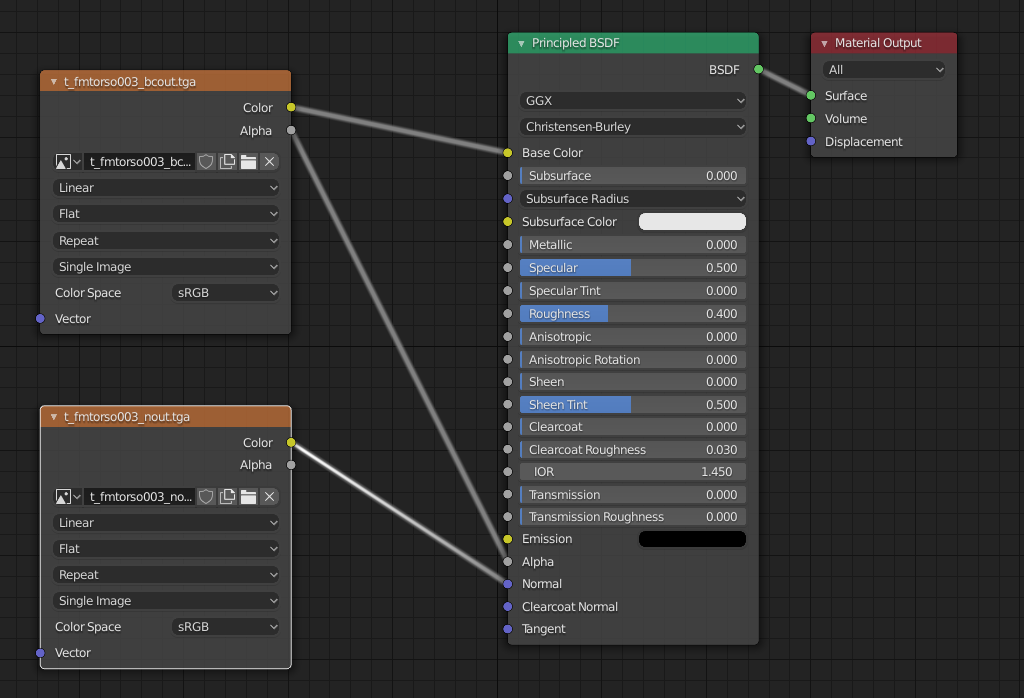 t_fmtorso003_bcout.tga
Color
Alpha
t_fmtorso003_bc...
Linear
Flat
Repeat
Single Image
Color Space sRGB
Vector
t_fmtorso003_nout.tga
Color
Alpha
t_fmtorso003_no...
Linear
Flat
Repeat
Single Image
Color Space sRGB
Vector
Principled BSDF
BSDF
GGX
Christensen-Burley
Base Color
Subsurface 0.000
Subsurface Radius
Subsurface Color
Metallic 0.000
Specular 0.500
Specular Tint 0.000
Roughness 0.400
Anisotropic 0.000
Anisotropic Rotation 0.000
Sheen 0.000
Sheen Tint 0.500
Clearcoat 0.000
Clearcoat Roughness 0.030
IOR 1.450
Transmission 0.000
Transmission Roughness 0.000
Emission
Alpha
Normal
Clearcoat Normal
Tangent
Material Output
All
Surface
Volume
Displacement